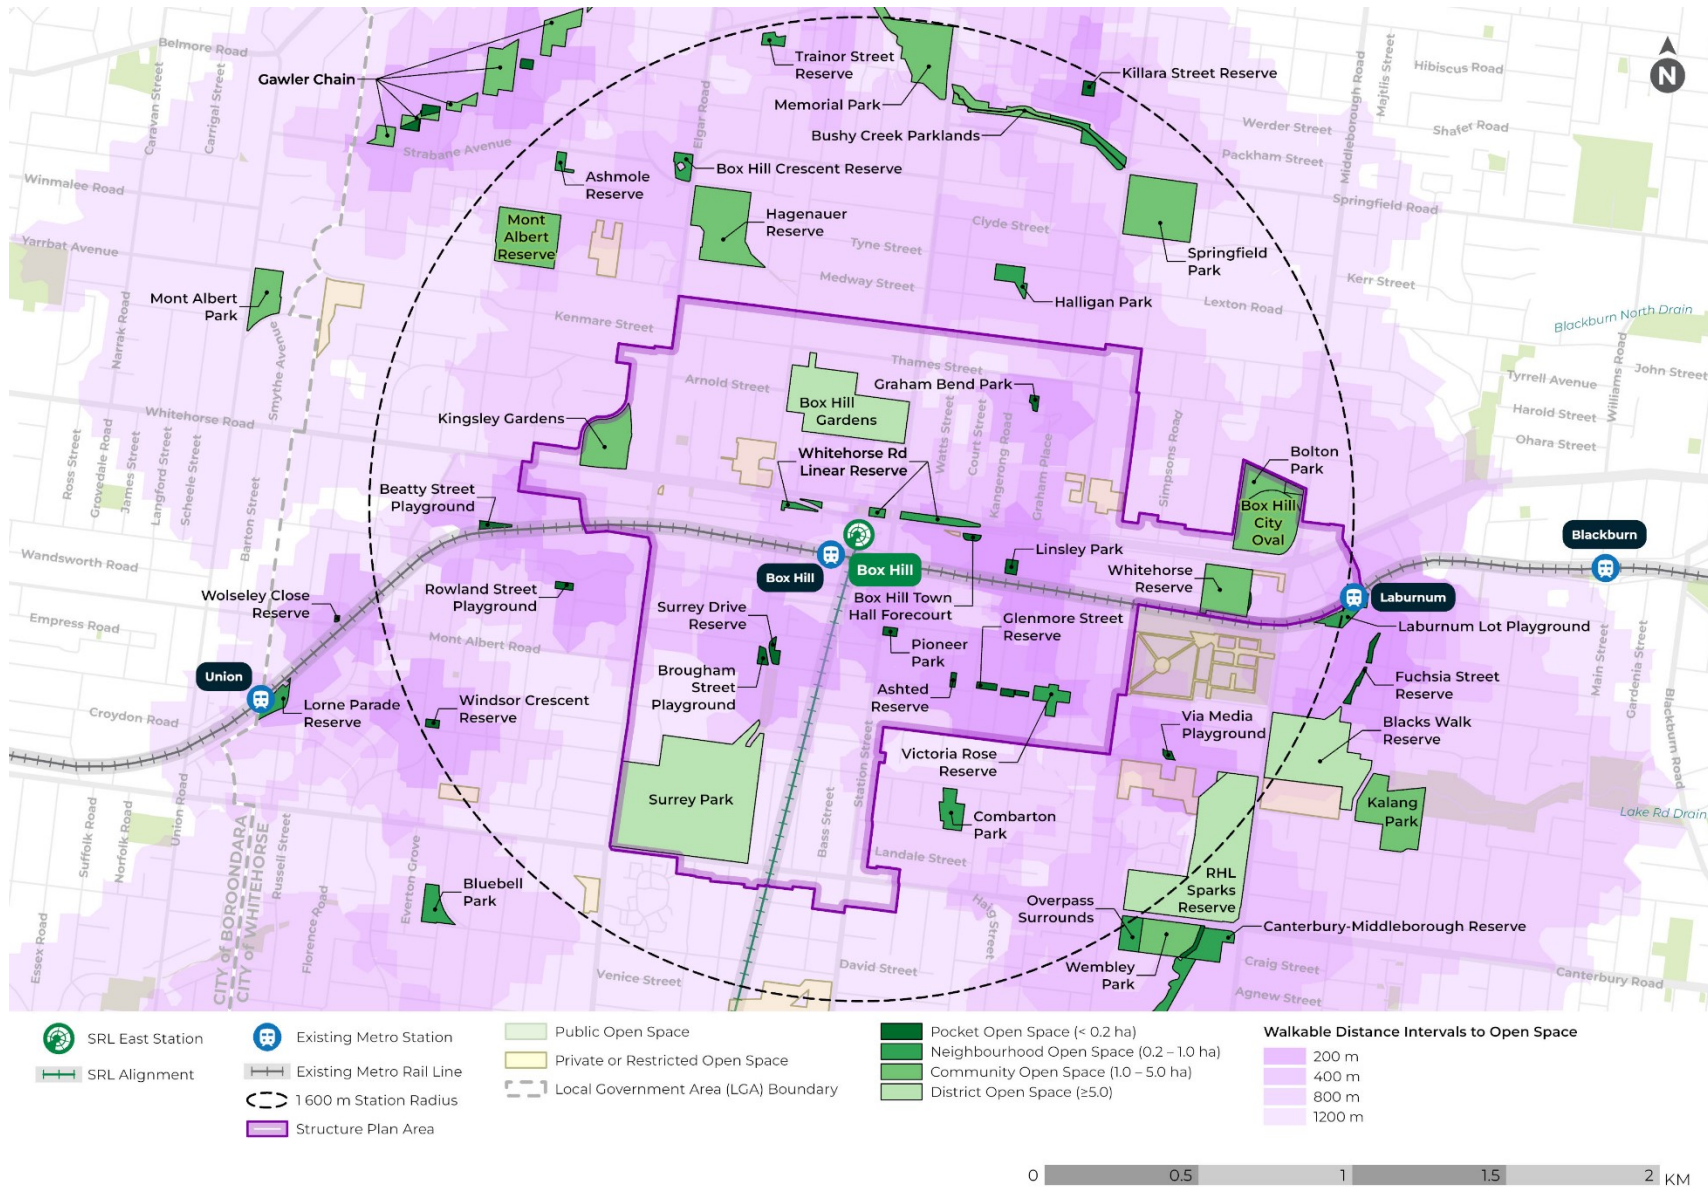 Belmore Road
Caravan Street
Carrigal Street
Gawler Chain
Strabane Avenue
Elgar Road
Trainor Street
Reserve
Memorial Park
Bushy Creek Parklands
Killara Street Reserve
Middleborough Road
Majtlis Street
Hibiscus Road
N
Werder Street
Shafer Road
Packham Street
Springfield Road
Winmalee Road
Ashmole
Reserve
Box Hill Crescent Reserve
Mont
Albert
Reserve
Hagenauer
Reserve
Tyne Street
Clyde Street
Medway Street
Springfield
Park
Halligan Park
Kerr Street
Lexton Road
Yarrbat Avenue
Mont Albert
Park
Narrak Road
Smythe Avenue
Kenmare Street
Blackburn North Drain
Williams Road
John Street
Tyrrell Avenue
Harold Street
Ohara Street
Thames Street
Arnold Street
Graham Bend Park
Box Hill
Gardens
Whitehorse Road
Kingsley Gardens
Watts Street
Court Street
Kangerong Road
Graham Place
Simpsons Road
Whitehorse Rd
Linear Reserve
Bolton
Park
Box Hill
City
Oval
Ross Street
Grovedale Road
James Street
Langford Street
Scheele Street
Barton Street
Beatty Street
Playground
Wandsworth Road
Box Hill
Box Hill
Linsley Park
Box Hill Town
Hall Forecourt
Whitehorse
Reserve
Blackburn
Laburnum
Laburnum Lot Playground
Wolseley Close
Reserve
Rowland Street
Playground
Empress Road
Mont Albert Road
Surrey Drive
Reserve
Brougham
Street
Playground
Pioneer
Park
Glenmore Street
Reserve
Ashted
Reserve
Victoria Rose
Reserve
Via Media
Playground
Fuchsia Street
Reserve
Blacks Walk
Reserve
Main Street
Gardenia Street
Blackburn Road
Union
Lorne Parade
Reserve
Windsor Crescent
Reserve
Croydon Road
Surrey Park
Station Street
Bass Street
Combarton
Park
Landale Street
Kalang
Park
Lake Rd Drain
Suffolk Road
Norfolk Road
Union Road
CITY of BOROONDARA
CITY of WHITEHORSE
Russell Street
Florence Road
Everton Grove
Essex Road
Bluebell
Park
RHL
Sparks
Reserve
Overpass
Surrounds
Haig Street
Canterbury-Middleborough Reserve
Wembley
Park
Craig Street
Agnew Street
Canterbury Road
Venice Street
David Street
SRL East Station
SRL Alignment
Existing Metro Station
Existing Metro Rail Line
1 600 m Station Radius
Structure Plan Area
Public Open Space
Private or Restricted Open Space
Local Government Area (LGA) Boundary
Pocket Open Space (< 0.2 ha)
Neighbourhood Open Space (0.2 – 1.0 ha)
Community Open Space (1.0 – 5.0 ha)
District Open Space (≥5.0)
Walkable Distance Intervals to Open Space
200 m
400 m
800 m
1200 m
0 0.5 1 1.5 2 KM